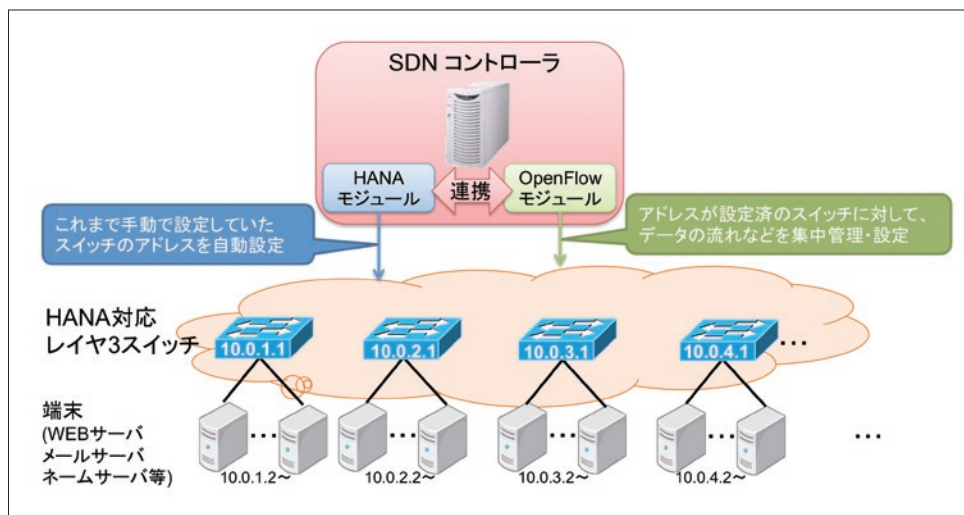 SDN コントローラ
HANA
モジュール
連携
OpenFlow
モジュール
これまで手動で設定していた
スイッチのアドレスを自動設定
アドレスが設定済のスイッチに対して、
データの流れなどを集中管理・設定
HANA対応
レイヤ3スイッチ
10.0.1.1
10.0.2.1
10.0.3.1
10.0.4.1
…
端末
(WEBサーバ
メールサーバ
ネームサーバ等)
…
…
…
…
…
10.0.1.2~
10.0.2.2~
10.0.3.2~
10.0.4.2~